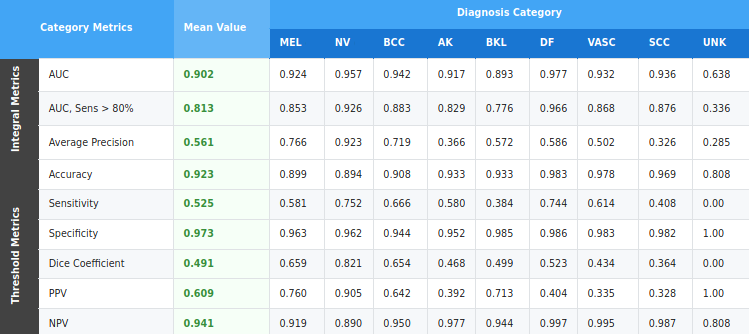 Diagnosis Category
Category Metrics Mean Value
MEL NV BCC AK BKL DF VASC SCC UNK
Integral Metrics
AUC 0.902 0.924 0.957 0.942 0.917 0.893 0.977 0.932 0.936 0.638
AUC, Sens > 80% 0.813 0.853 0.926 0.883 0.829 0.776 0.966 0.868 0.876 0.336
Average Precision 0.561 0.766 0.923 0.719 0.366 0.572 0.586 0.502 0.326 0.285
Threshold Metrics
Accuracy 0.923 0.899 0.894 0.908 0.933 0.933 0.983 0.978 0.969 0.808
Sensitivity 0.525 0.581 0.752 0.666 0.580 0.384 0.744 0.614 0.408 0.00
Specificity 0.973 0.963 0.962 0.944 0.952 0.985 0.986 0.983 0.982 1.00
Dice Coefficient 0.491 0.659 0.821 0.654 0.468 0.499 0.523 0.434 0.364 0.00
PPV 0.609 0.760 0.905 0.642 0.392 0.713 0.404 0.335 0.328 1.00
NPV 0.941 0.919 0.890 0.950 0.977 0.944 0.997 0.995 0.987 0.808